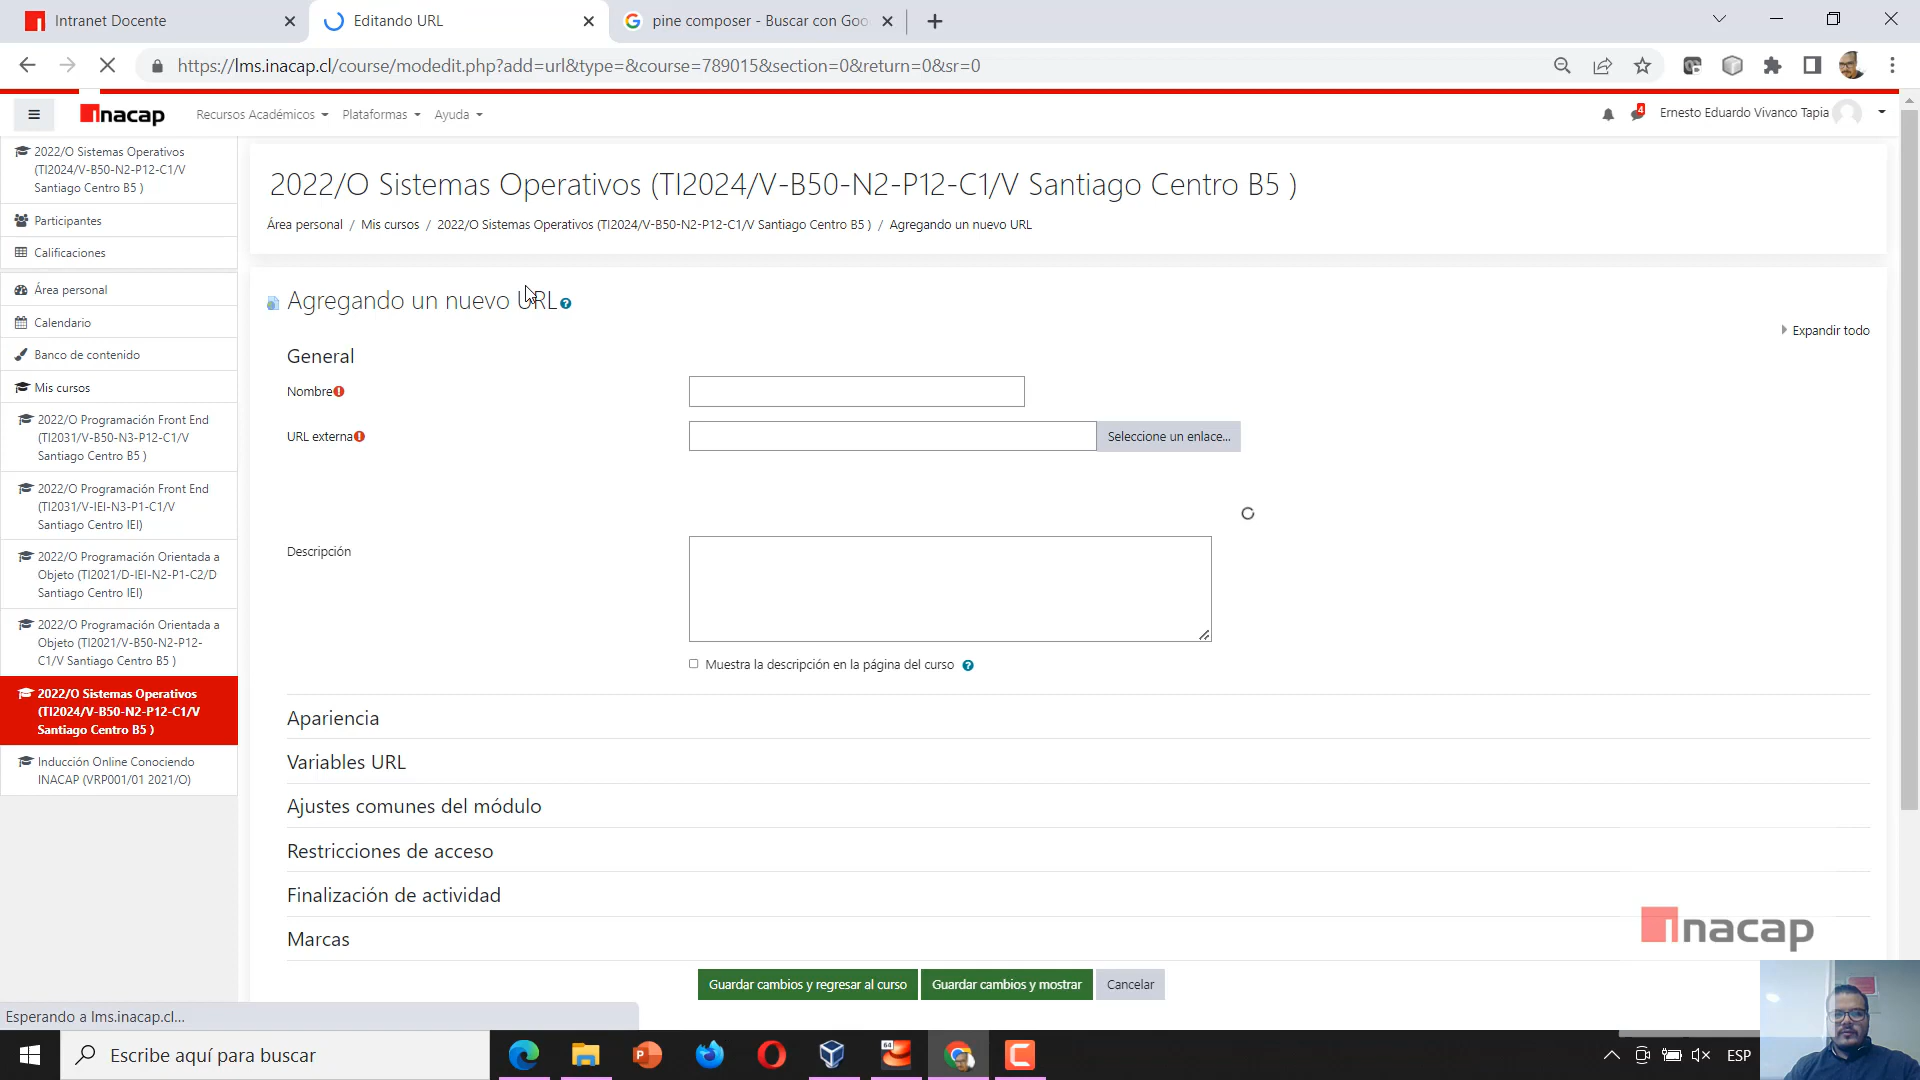 Intranet Docente
Editando URL
pine composer - Buscar con Goo
https://lms.inacap.cl/course/modedit.php?add=url&type=&course=789015&section=0&return=0&sr=0
inacap
Recursos Académicos
Plataformas
Ayuda
4
Ernesto Eduardo Vivanco Tapia
2022/O Sistemas Operativos
(TI2024/V-B50-N2-P12-C1/V
Santiago Centro B5 )
Participantes
Calificaciones
Área personal
Calendario
Banco de contenido
Mis cursos
2022/O Programación Front End
(TI2031/V-B50-N3-P12-C1/V
Santiago Centro B5 )
2022/O Programación Front End
(TI2031/V-IEI-N3-P1-C1/V
Santiago Centro IEI)
2022/O Programación Orientada a
Objeto (TI2021/D-IEI-N2-P1-C2/D
Santiago Centro IEI)
2022/O Programación Orientada a
Objeto (TI2021/V-B50-N2-P12-
C1/V Santiago Centro B5 )
2022/O Sistemas Operativos
(TI2024/V-B50-N2-P12-C1/V
Santiago Centro B5 )
Inducción Online Conociendo
INACAP (VRP001/01 2021/O)
2022/O Sistemas Operativos (TI2024/V-B50-N2-P12-C1/V Santiago Centro B5 )
Área personal / Mis cursos / 2022/O Sistemas Operativos (TI2024/V-B50-N2-P12-C1/V Santiago Centro B5 ) / Agregando un nuevo URL
Agregando un nuevo URL
Expandir todo
General
Nombre
URL externa
Seleccione un enlace...
Descripción
Muestra la descripción en la página del curso
Apariencia
Variables URL
Ajustes comunes del módulo
Restricciones de acceso
Finalización de actividad
Marcas
Guardar cambios y regresar al curso
Guardar cambios y mostrar
Cancelar
inacap
Esperando a lms.inacap.cl...
Escribe aquí para buscar
64
ESP